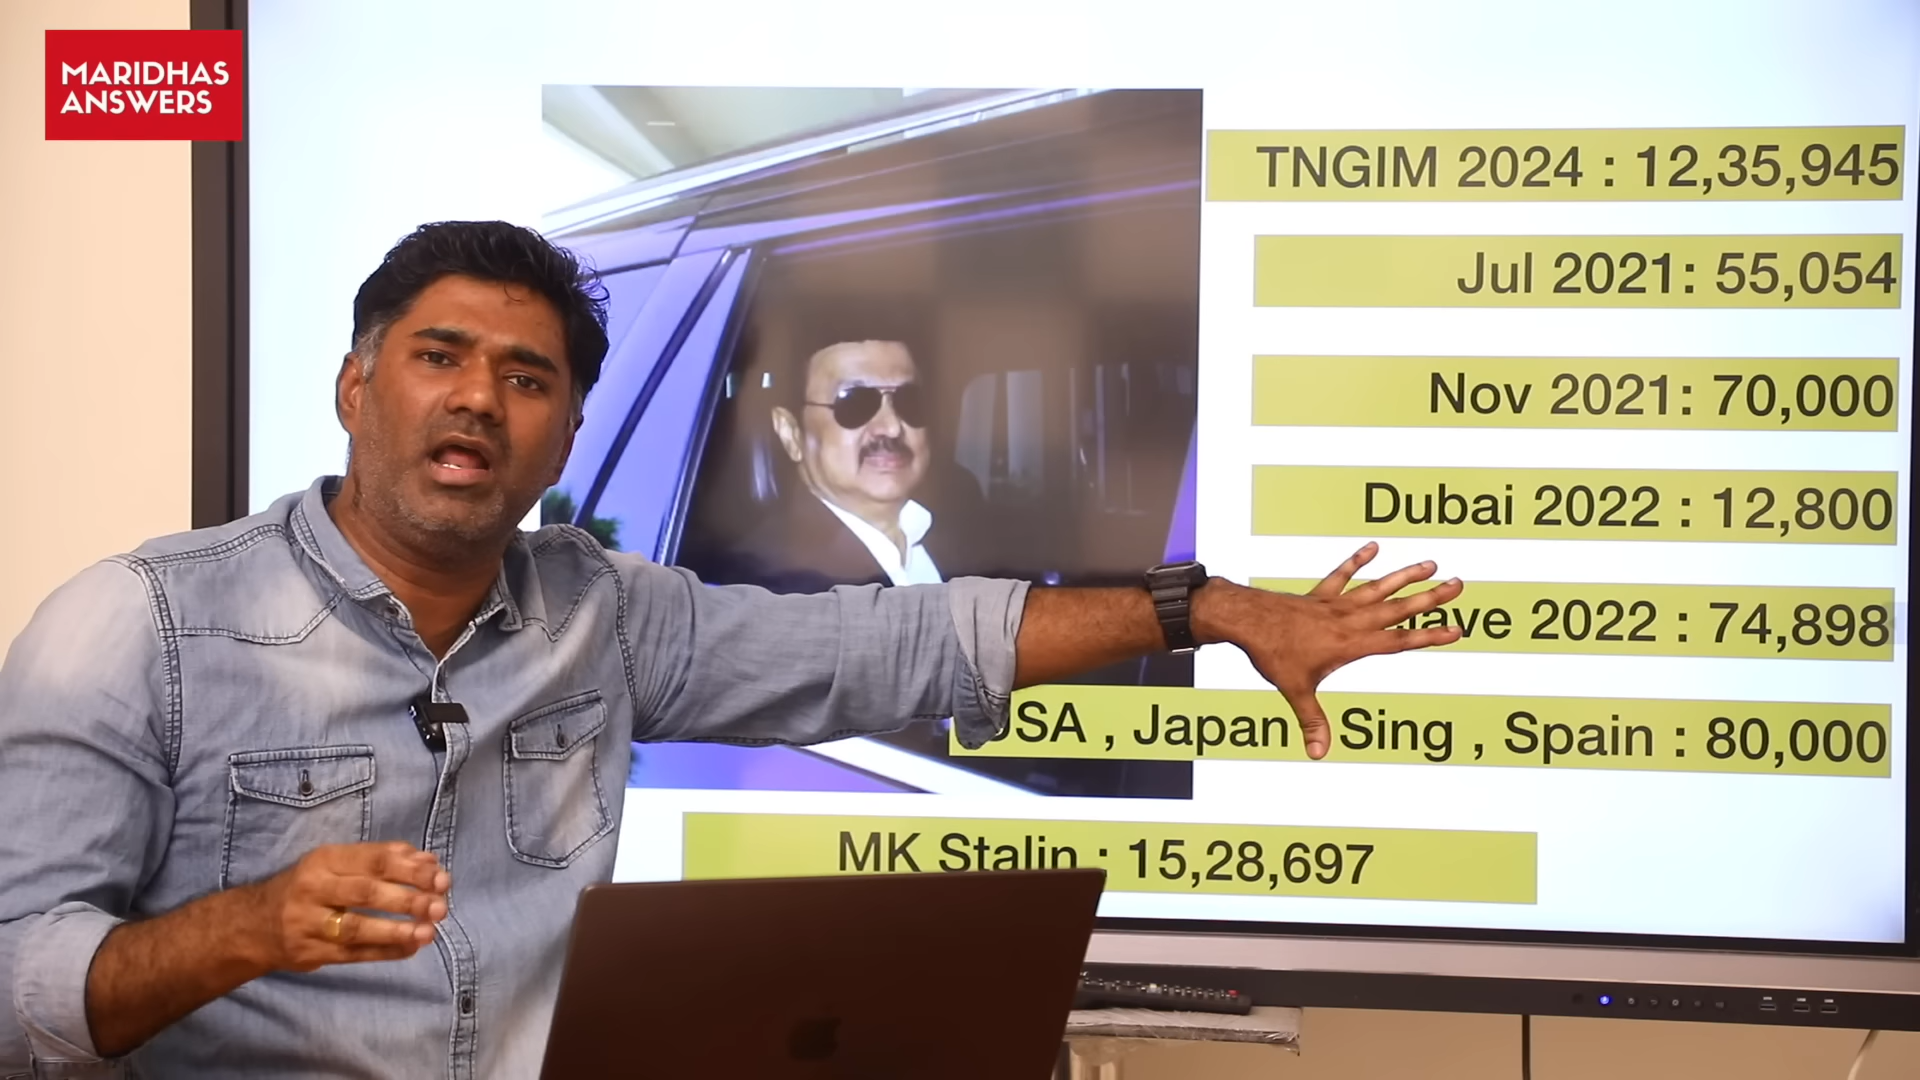 MARIDHAS
ANSWERS
TNGIM 2024 : 12,35,945
Jul 2021: 55,054
Nov 2021: 70,000
Dubai 2022 : 12,800
2022 : 74,898
Japan Sing , Spain : 80,000
MK Stalin : 15,28,697